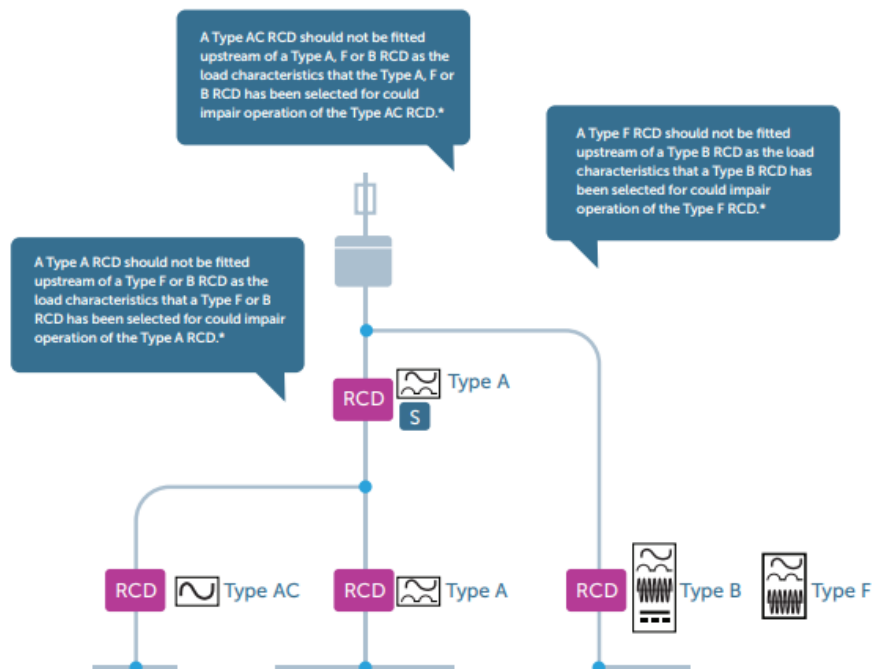 A Type AC RCD should not be fitted
upstream of a Type A, F or B RCD as the
load characteristics that the Type A, F or
B RCD has been selected for could
impair operation of the Type AC RCD.*
A Type F RCD should not be fitted
upstream of a Type B RCD as the load
characteristics that a Type B RCD has
been selected for could impair
operation of the Type F RCD.*
A Type A RCD should not be fitted
upstream of a Type F or B RCD as the
load characteristics that a Type F or B
RCD has been selected for could impair
operation of the Type A RCD.*
RCD Type A
S
RCD Type AC
RCD Type A
RCD Type B
Type F